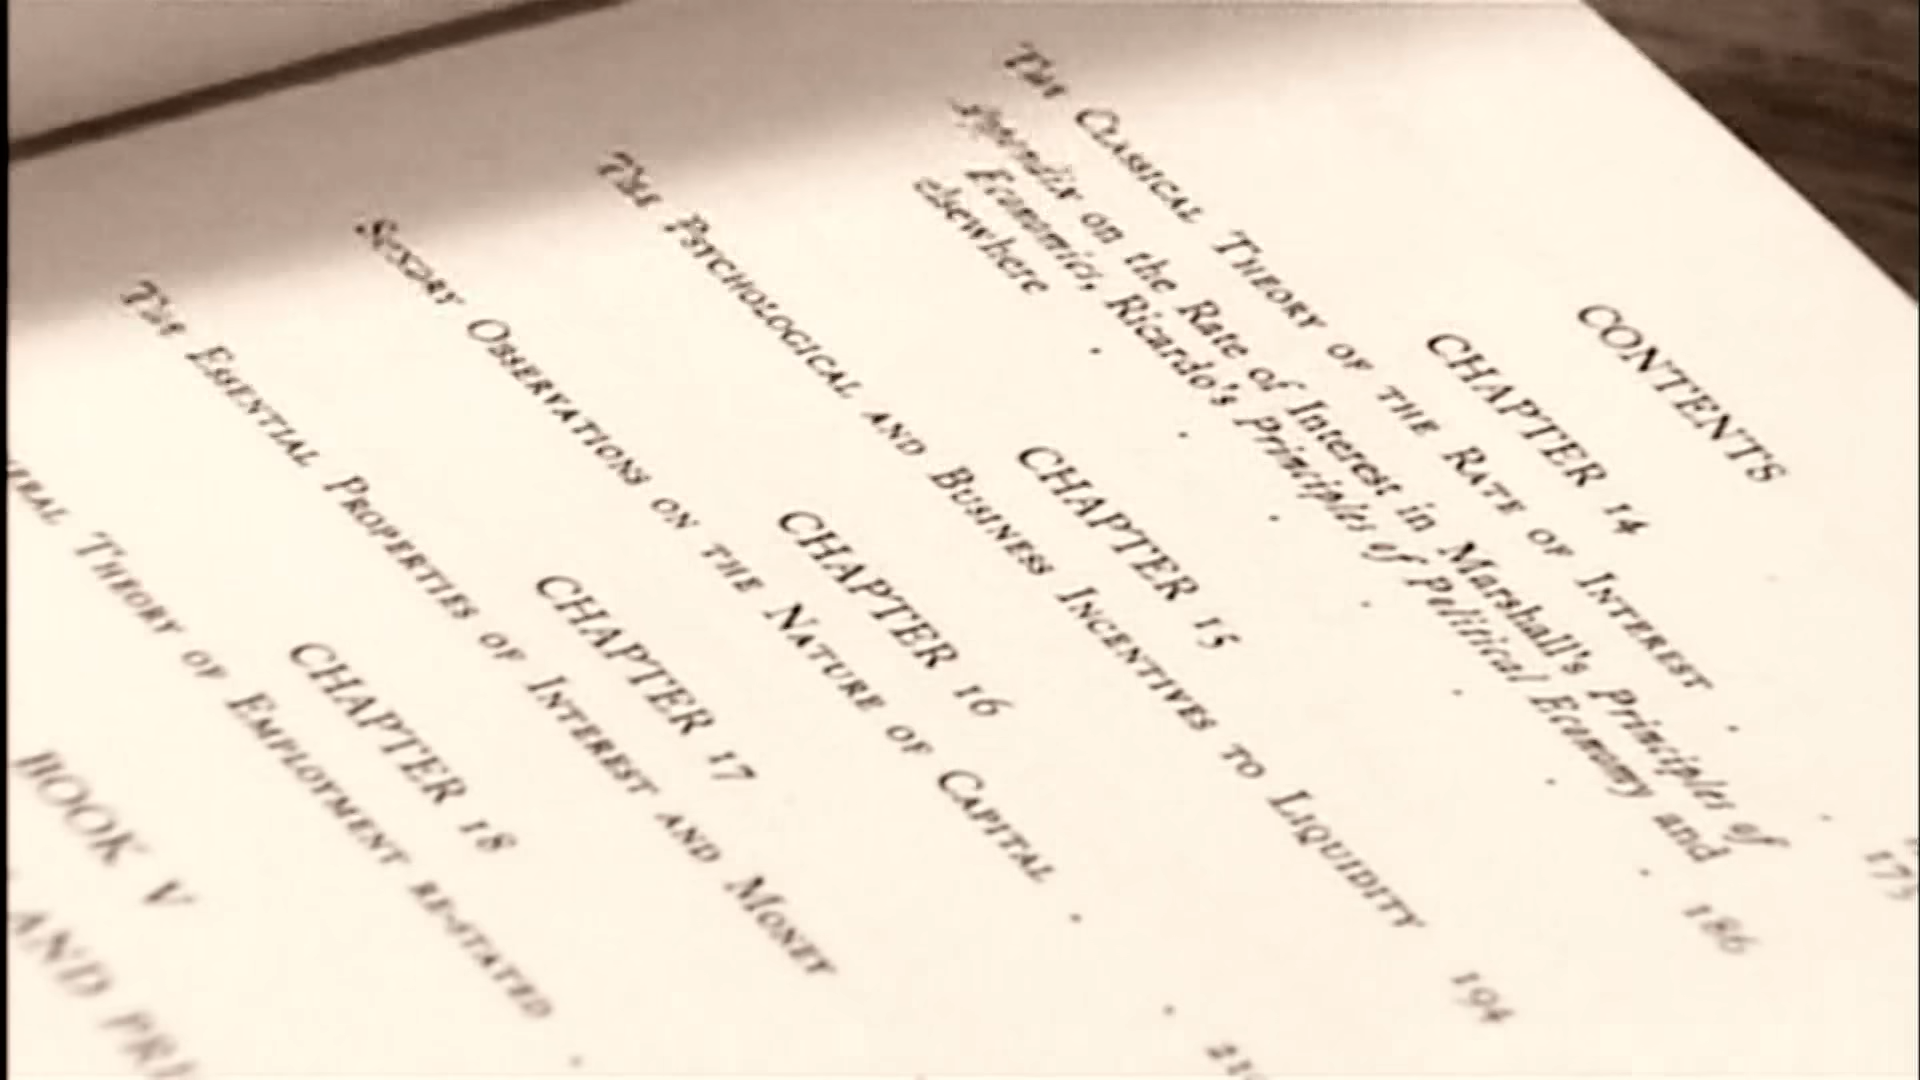 CONTENTS
CHAPTER 14
THE CLASSICAL THEORY OF THE RATE OF INTEREST .
Appendix on the Rate of Interest in Marshall's Principles of
Economics, Ricardo's Principles of Political Economy and
elsewhere . . . . . . . 186
CHAPTER 15
THE PSYCHOLOGICAL AND BUSINESS INCENTIVES TO LIQUIDITY 194
CHAPTER 16
SUNDRY OBSERVATIONS ON THE NATURE OF CAPITAL . .
CHAPTER 17
THE ESSENTIAL PROPERTIES OF INTEREST AND MONEY
CHAPTER 18
THEORY OF EMPLOYMENT RE-STATED .
BOOK V
AND